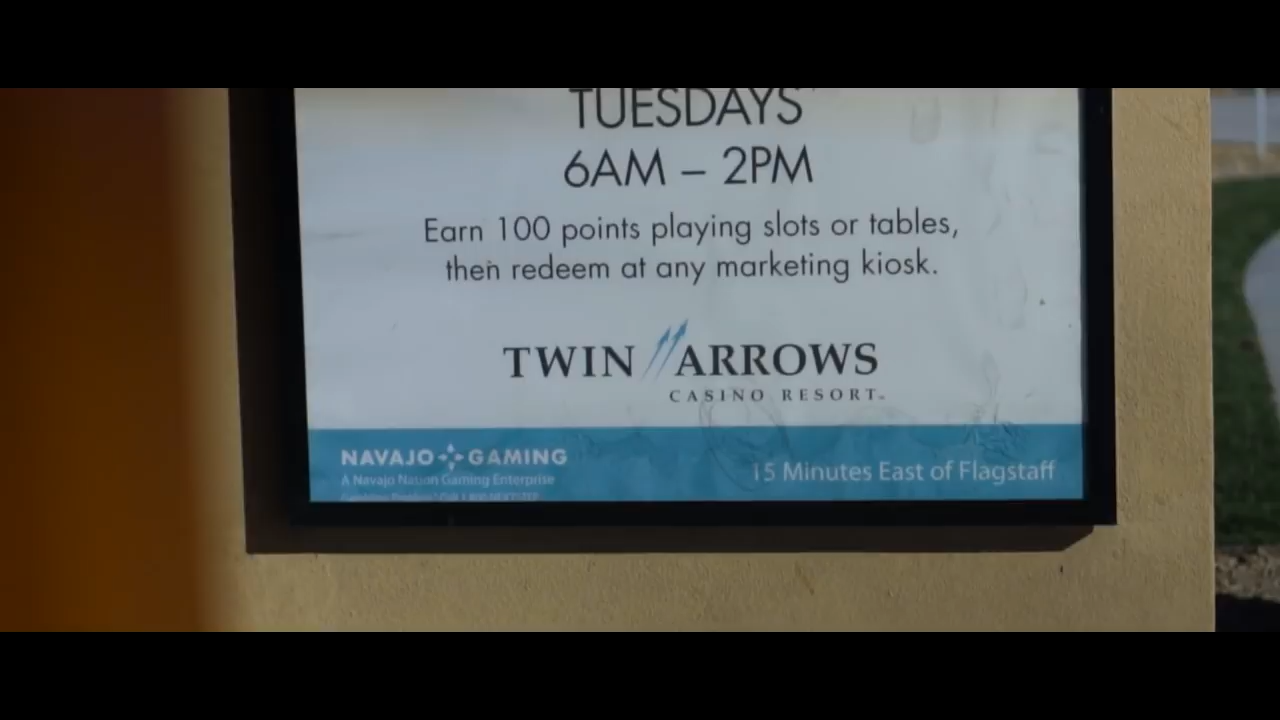 TUESDAYS
6AM – 2PM
Earn 100 points playing slots or tables,
then redeem at any marketing kiosk.
TWIN ARROWS
CASINO RESORT
NAVAJO GAMING
A Navajo Nation Gaming Enterprise
15 Minutes East of Flagstaff